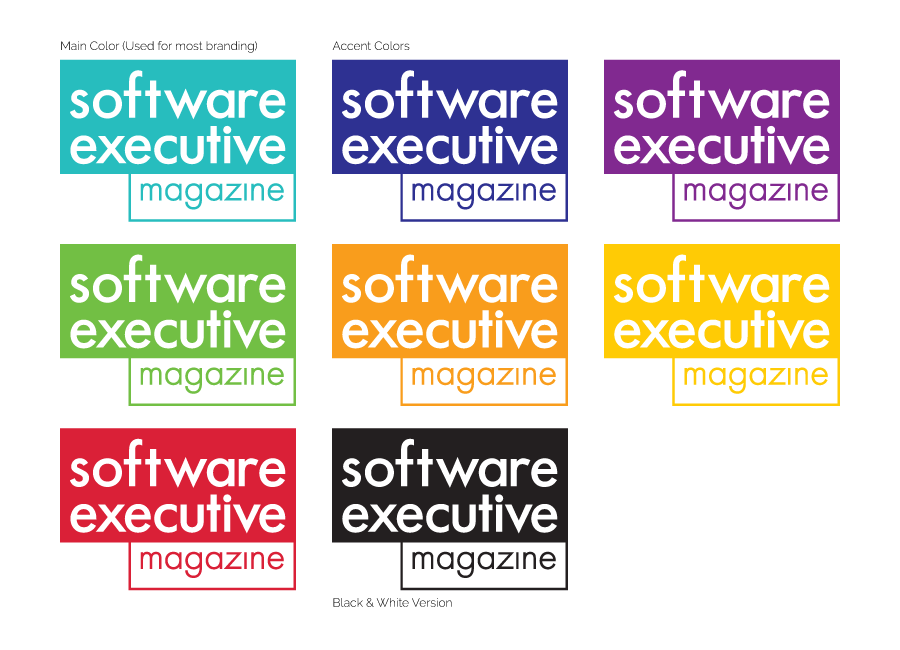 Main Color (Used for most branding)
Accent Colors
software
executive
magazine
software
executive
magazine
software
executive
magazine
software
executive
magazine
software
executive
magazine
software
executive
magazine
software
executive
magazine
software
executive
magazine
Black & White Version